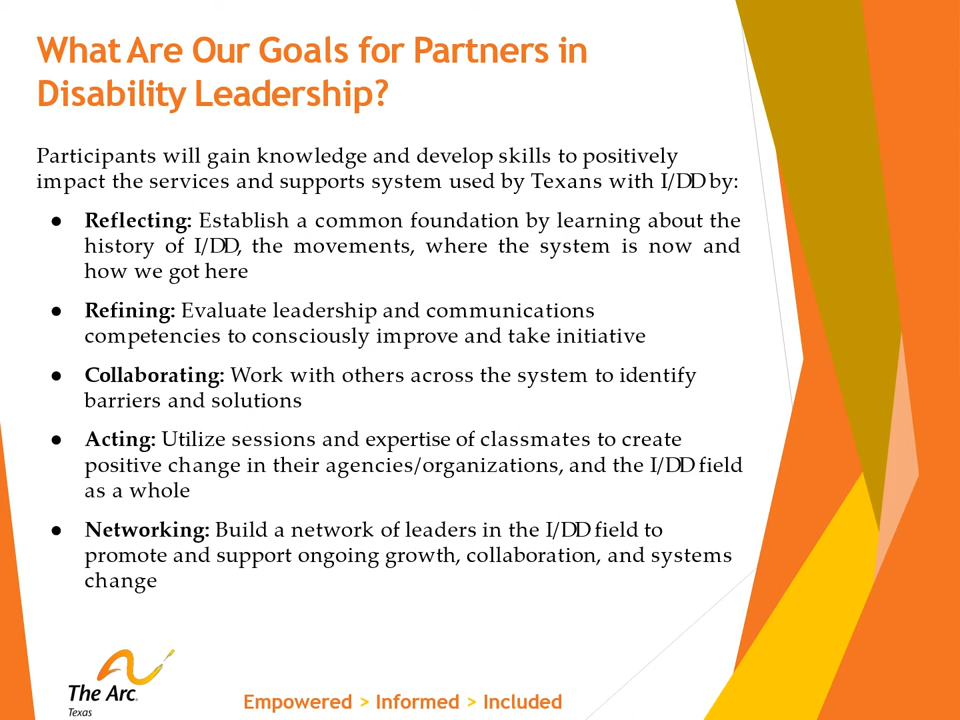 What Are Our Goals for Partners in
Disability Leadership?
Participants will gain knowledge and develop skills to positively
impact the services and supports system used by Texans with I/DD by:
● Reflecting: Establish a common foundation by learning about the
history of I/DD, the movements, where the system is now and
how we got here
● Refining: Evaluate leadership and communications
competencies to consciously improve and take initiative
● Collaborating: Work with others across the system to identify
barriers and solutions
● Acting: Utilize sessions and expertise of classmates to create
positive change in their agencies/organizations, and the I/DD field
as a whole
● Networking: Build a network of leaders in the I/DD field to
promote and support ongoing growth, collaboration, and systems
change
The Arc.
Texas
Empowered > Informed > Included